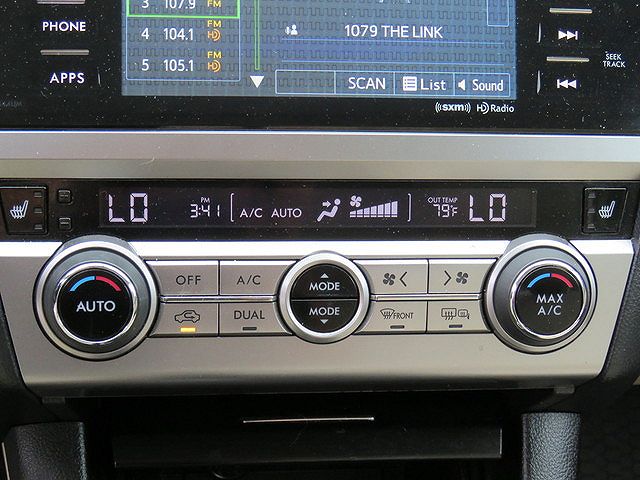 3 107.9 FM
PHONE
4 104.1 FM HD
1079 THE LINK
5 105.1 FM HD
APPS
SCAN List Sound
SEEK TRACK
((sxm)) HD Radio
LO PM 3:41 A/C AUTO OUT TEMP 79°F LO
OFF A/C MODE
AUTO MAX A/C
DUAL MODE FRONT